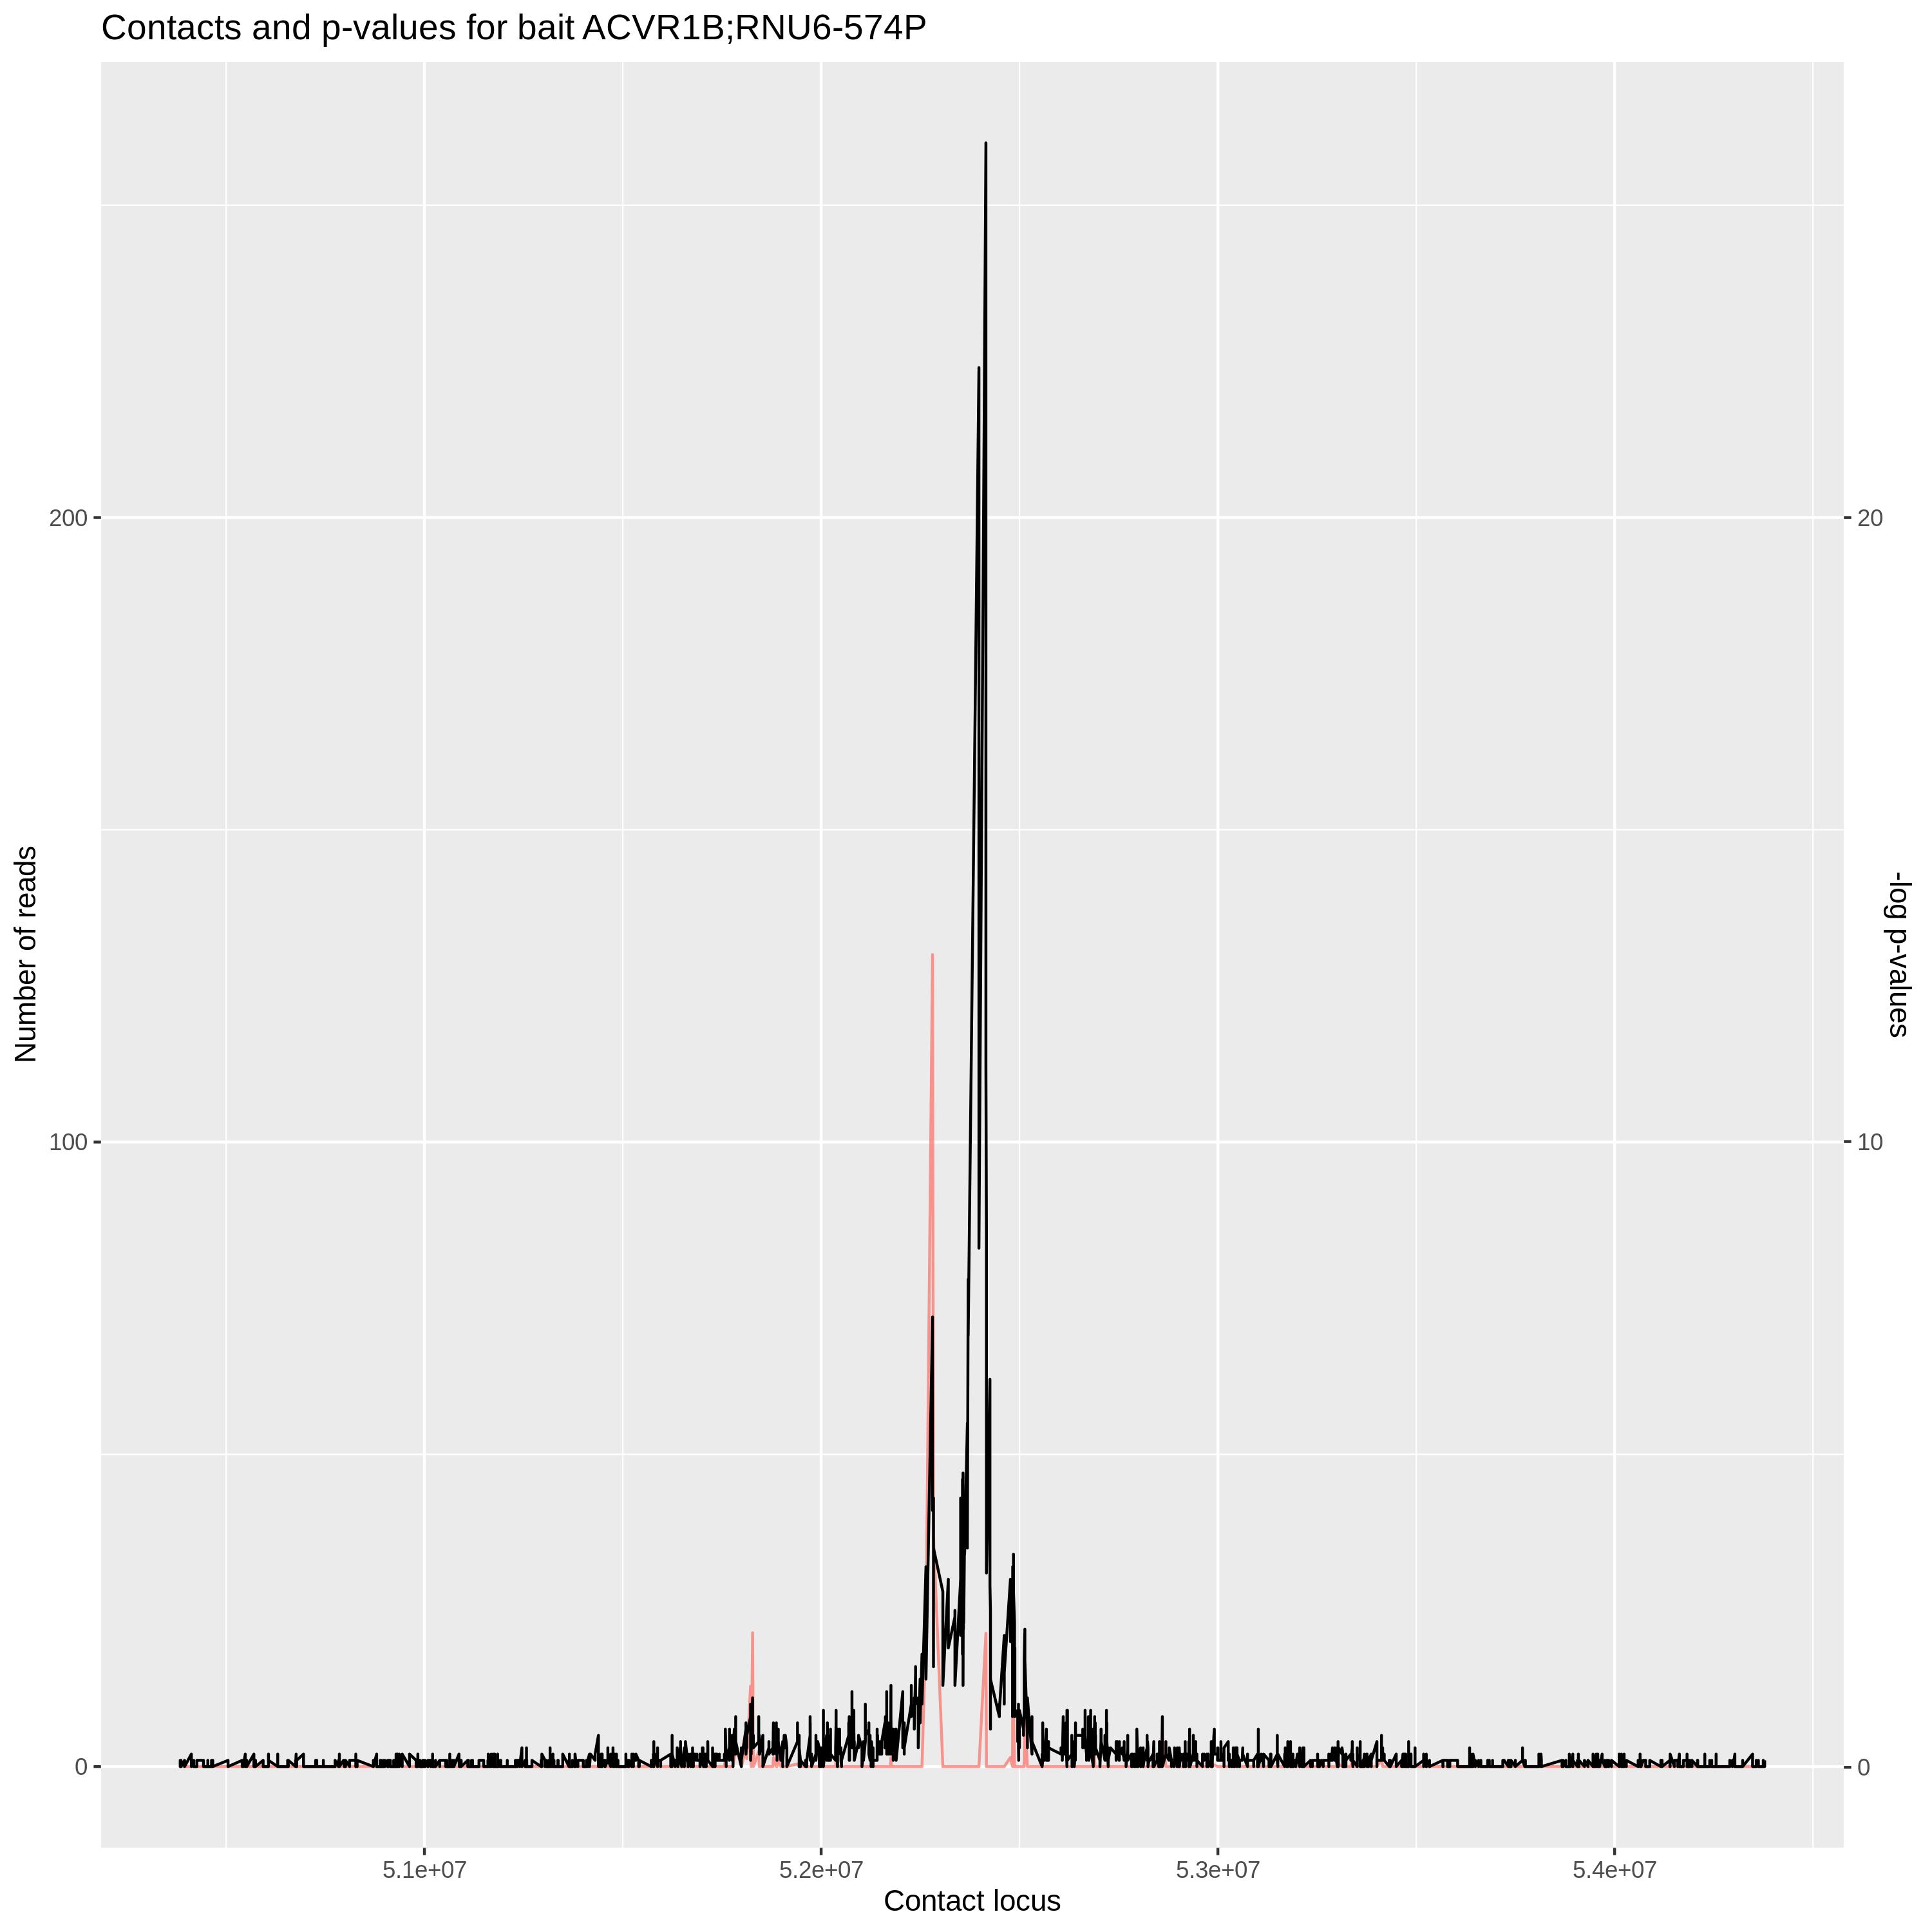 Contacts and p-values for bait ACVR1B;RNU6-574P
Number of reads
200
100
0
20
10
0
-log p-values
5.1e+07
5.2e+07
5.3e+07
5.4e+07
Contact locus